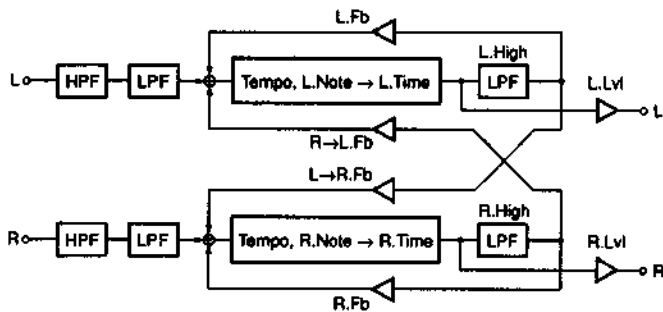 L.Fb
L.High
L HPF LPF Tempo, L.Note → L.Time LPF
L.Lvl
L
R→L.Fb
L→R.Fb
R.High
R HPF LPF Tempo, R.Note → R.Time LPF
R.Lvl
R
R.Fb